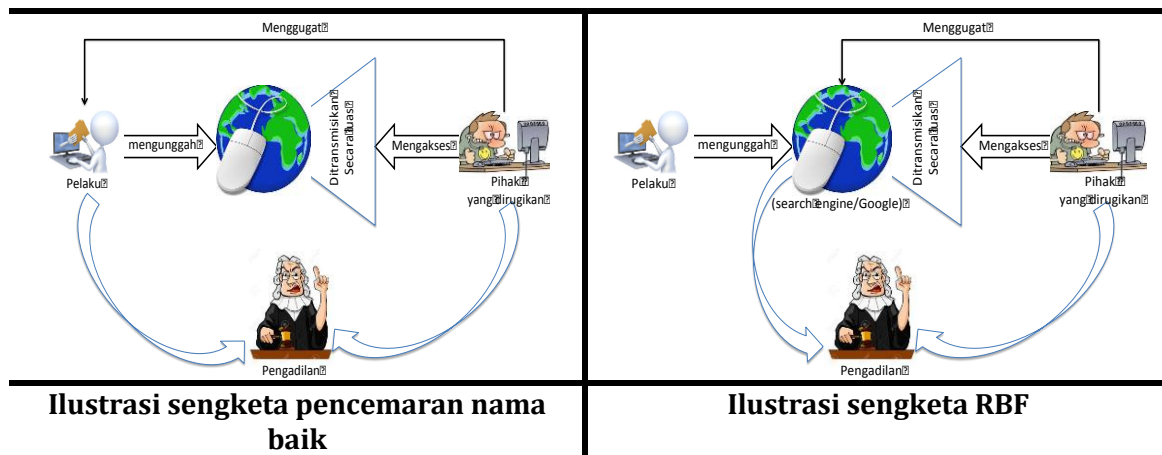 Menggugat
mengunggah
Pelaku
Ditransmisikan
Secara luas
Mengakses
Pihak
yang dirugikan
Pengadilan
Ilustrasi sengketa pencemaran nama
baik
Menggugat
mengunggah
Pelaku
(search engine/Google)
Ditransmisikan
Secara luas
Mengakses
Pihak
yang dirugikan
Pengadilan
Ilustrasi sengketa RBF